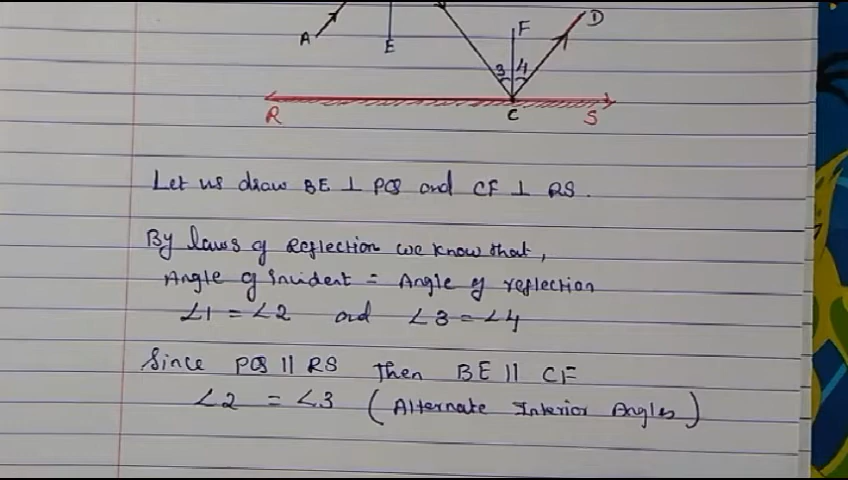 A E F D
3 4
R C S
Let us draw BE ⊥ PQ and CF ⊥ RS.
By laws of reflection we know that,
Angle of incident = Angle of reflection
∠1 = ∠2 and ∠3 = ∠4
Since PQ || RS Then BE || CF
∠2 = ∠3 (Alternate Interior Angles)